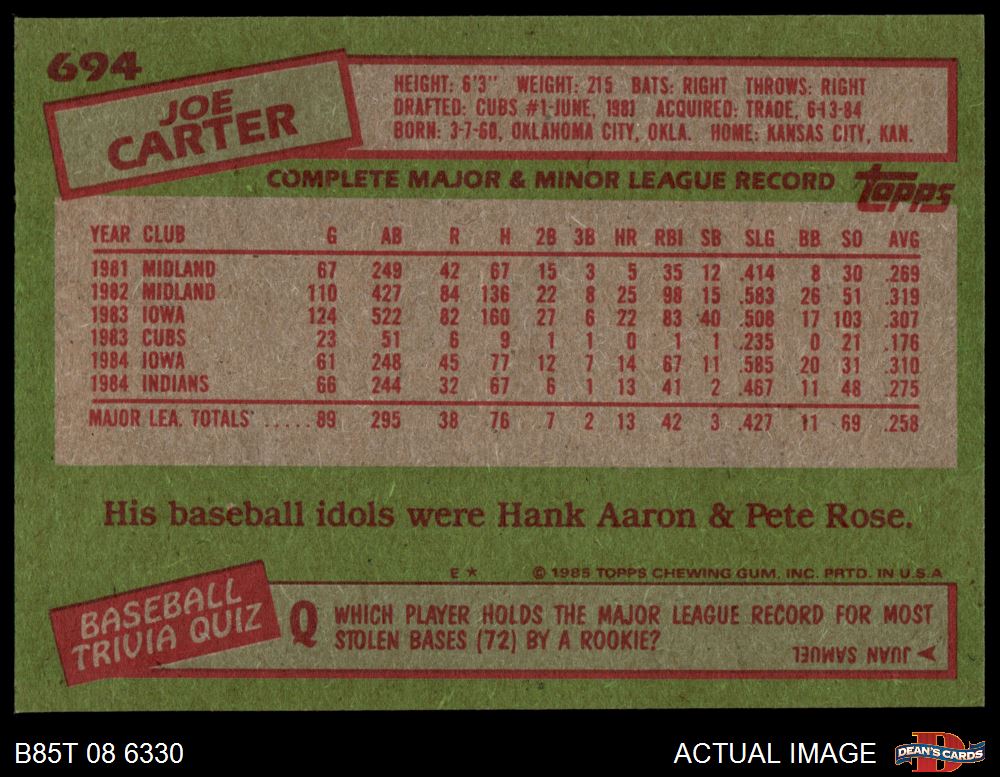 694
JOE
CARTER
HEIGHT: 6'3" WEIGHT: 215 BATS: RIGHT THROWS: RIGHT
DRAFTED: CUBS #1-JUNE, 1981 ACQUIRED: TRADE, 6-13-84
BORN: 3-7-60, OKLAHOMA CITY, OKLA. HOME: KANSAS CITY, KAN.
COMPLETE MAJOR & MINOR LEAGUE RECORD
topps
YEAR CLUB G AB R H 2B 3B HR RBI SB SLG BB SO AVG
1981 MIDLAND 67 249 42 67 15 3 5 35 12 .414 8 30 .269
1982 MIDLAND 110 427 84 136 22 8 25 98 15 .583 26 51 .319
1983 IOWA 124 522 82 160 27 6 22 83 40 .508 17 103 .307
1983 CUBS 23 51 6 9 1 1 0 1 1 .235 0 21 .176
1984 IOWA 61 248 45 77 12 7 14 67 11 .585 20 31 .310
1984 INDIANS 66 244 32 67 6 1 13 41 2 .467 11 48 .275
MAJOR LEA. TOTALS ..... 89 295 38 76 7 2 13 42 3 .427 11 69 .258
His baseball idols were Hank Aaron & Pete Rose.
E * © 1985 TOPPS CHEWING GUM, INC. PRTD. IN U.S.A
BASEBALL
TRIVIA QUIZ
Q WHICH PLAYER HOLDS THE MAJOR LEAGUE RECORD FOR MOST
STOLEN BASES (72) BY A ROOKIE?
JUAN SAMUEL
B85T 08 6330
ACTUAL IMAGE
DEAN'S CARDS